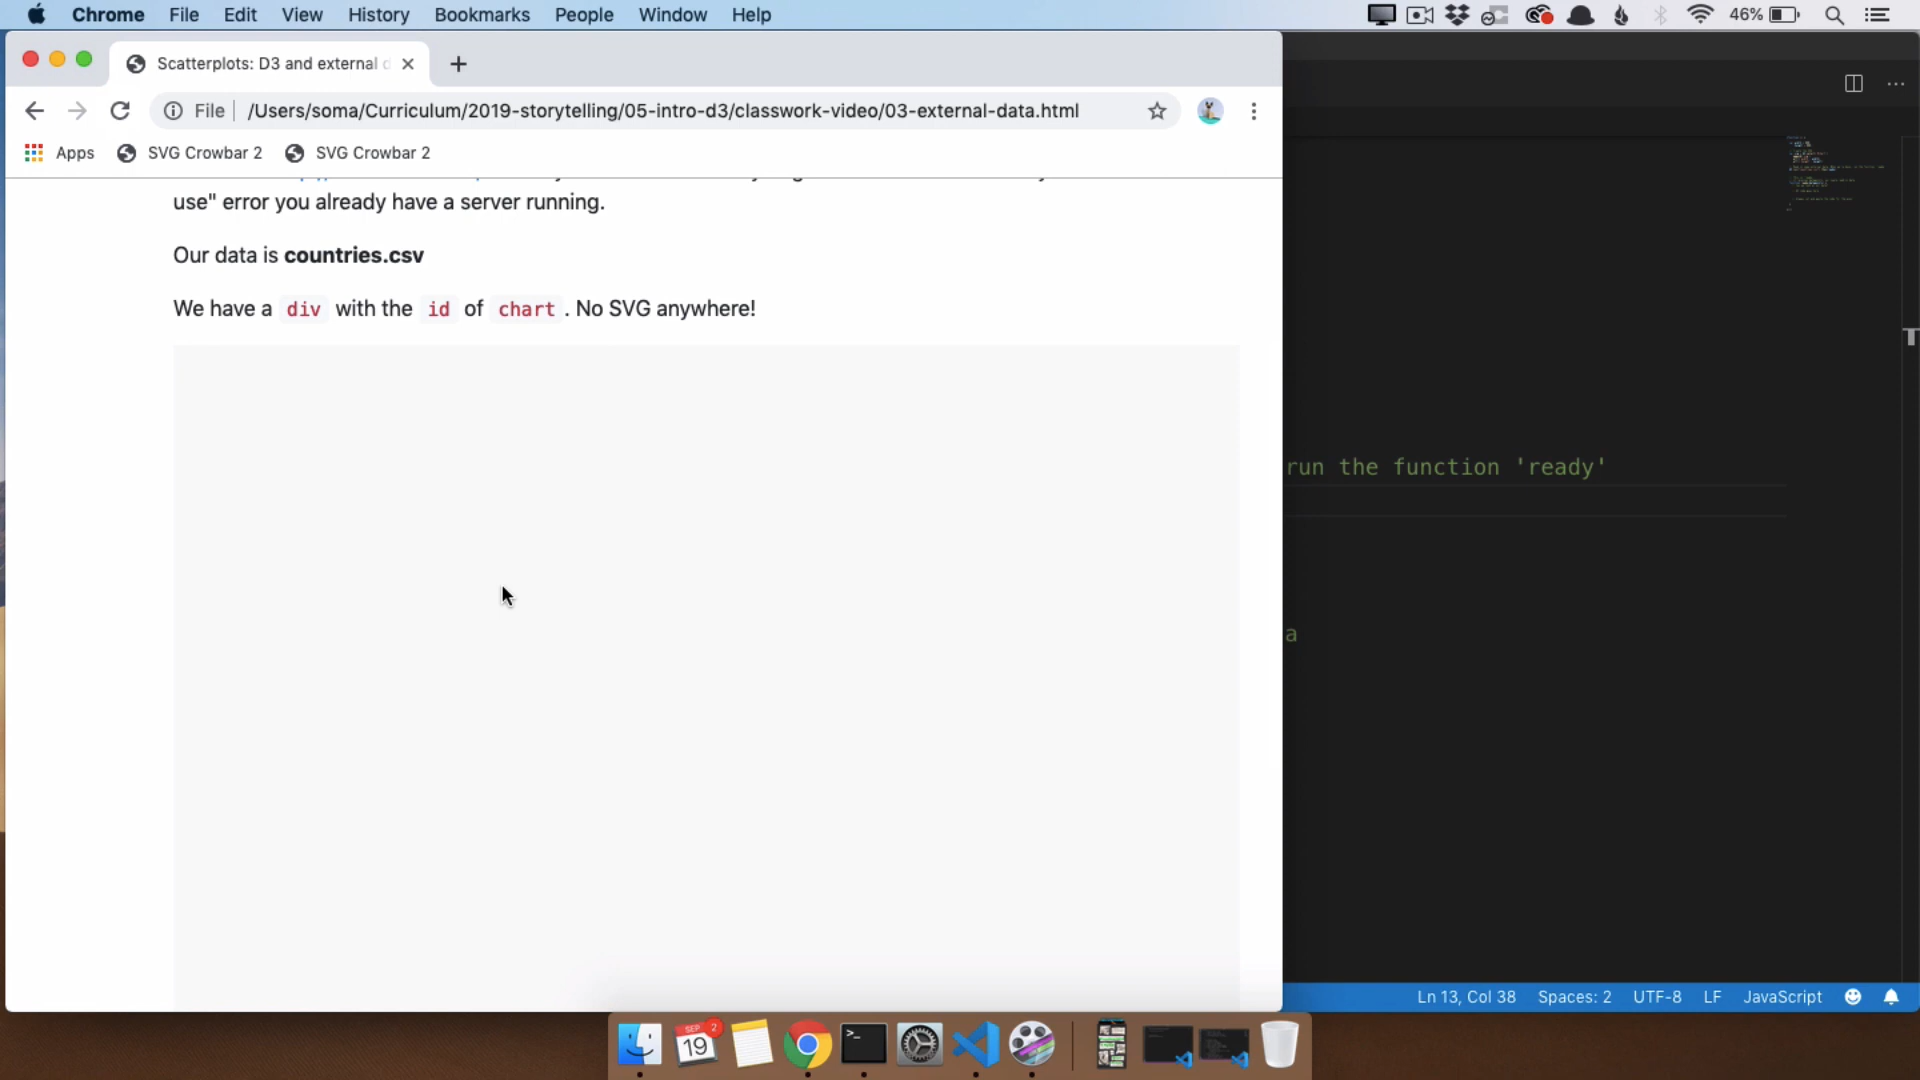 Chrome File Edit View History Bookmarks People Window Help 46%
Scatterplots: D3 and external d
File /Users/soma/Curriculum/2019-storytelling/05-intro-d3/classwork-video/03-external-data.html
Apps SVG Crowbar 2 SVG Crowbar 2
use" error you already have a server running.
Our data is countries.csv
We have a div with the id of chart. No SVG anywhere!
run the function 'ready'
a
Ln 13, Col 38 Spaces: 2 UTF-8 LF JavaScript
SEP 2
19